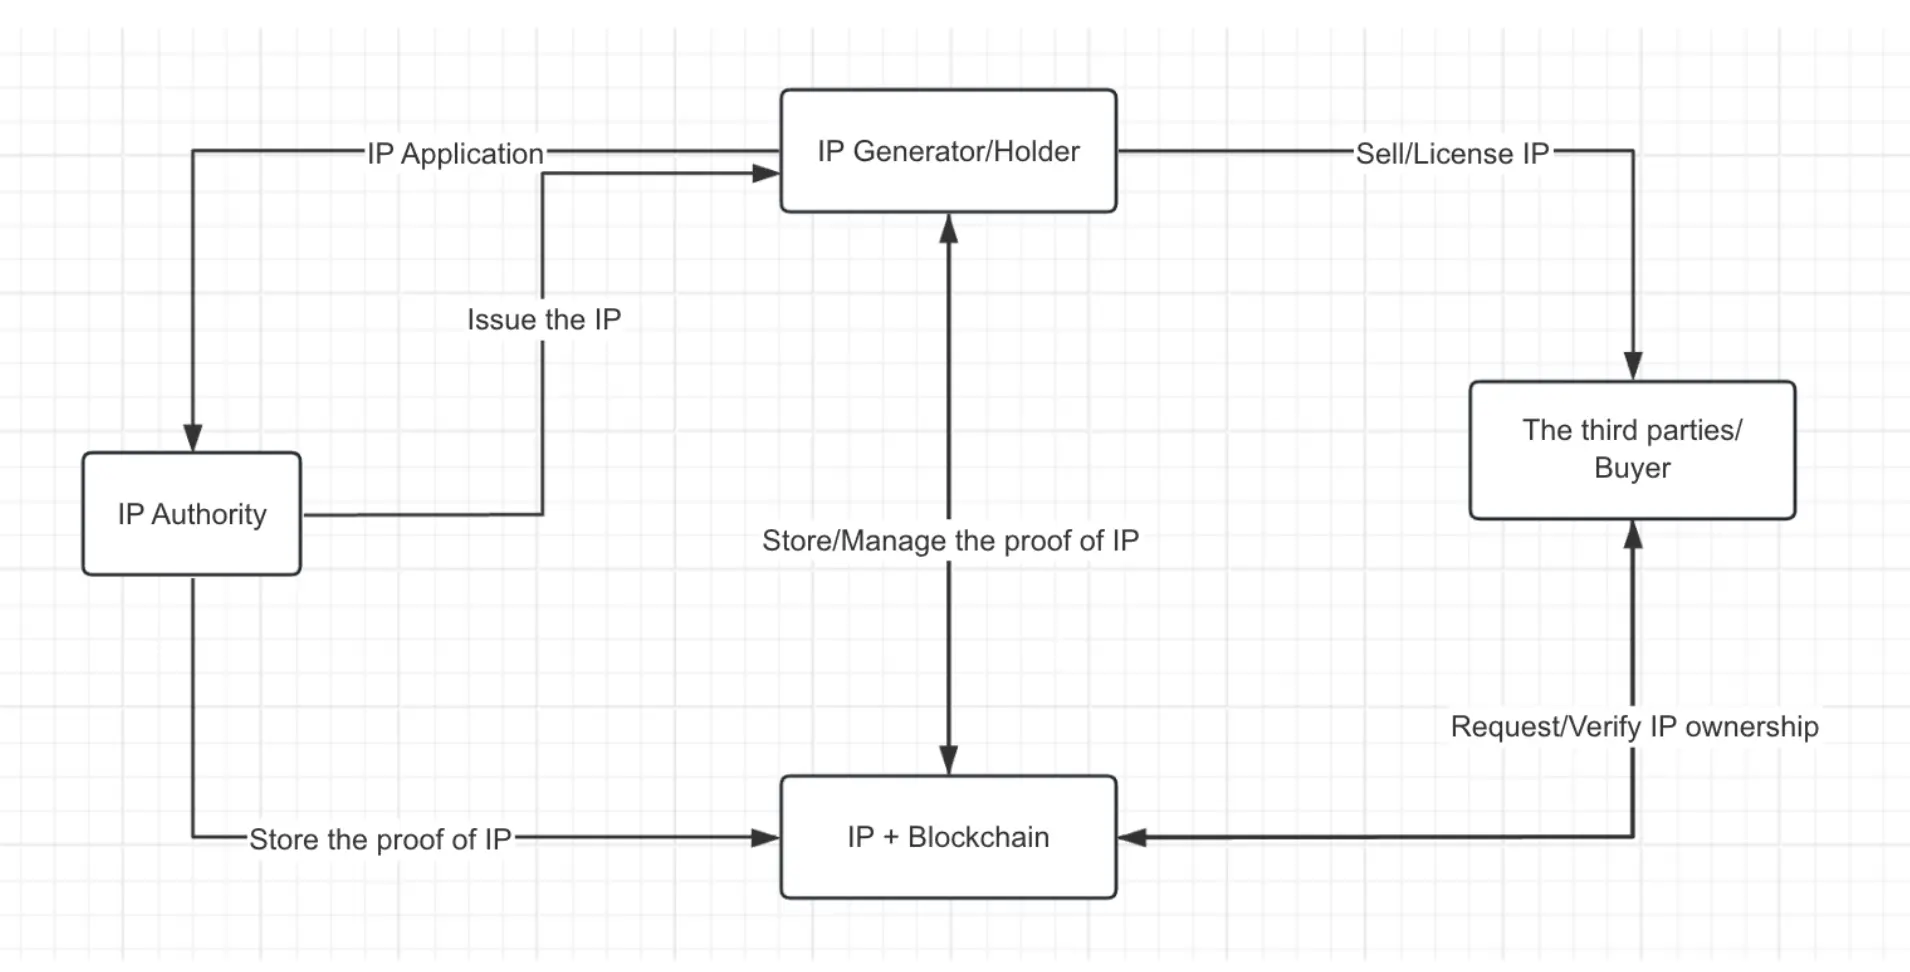 IP Generator/Holder
IP Application
Sell/License IP
Issue the IP
The third parties/
Buyer
IP Authority
Store/Manage the proof of IP
Request/Verify IP ownership
Store the proof of IP
IP + Blockchain